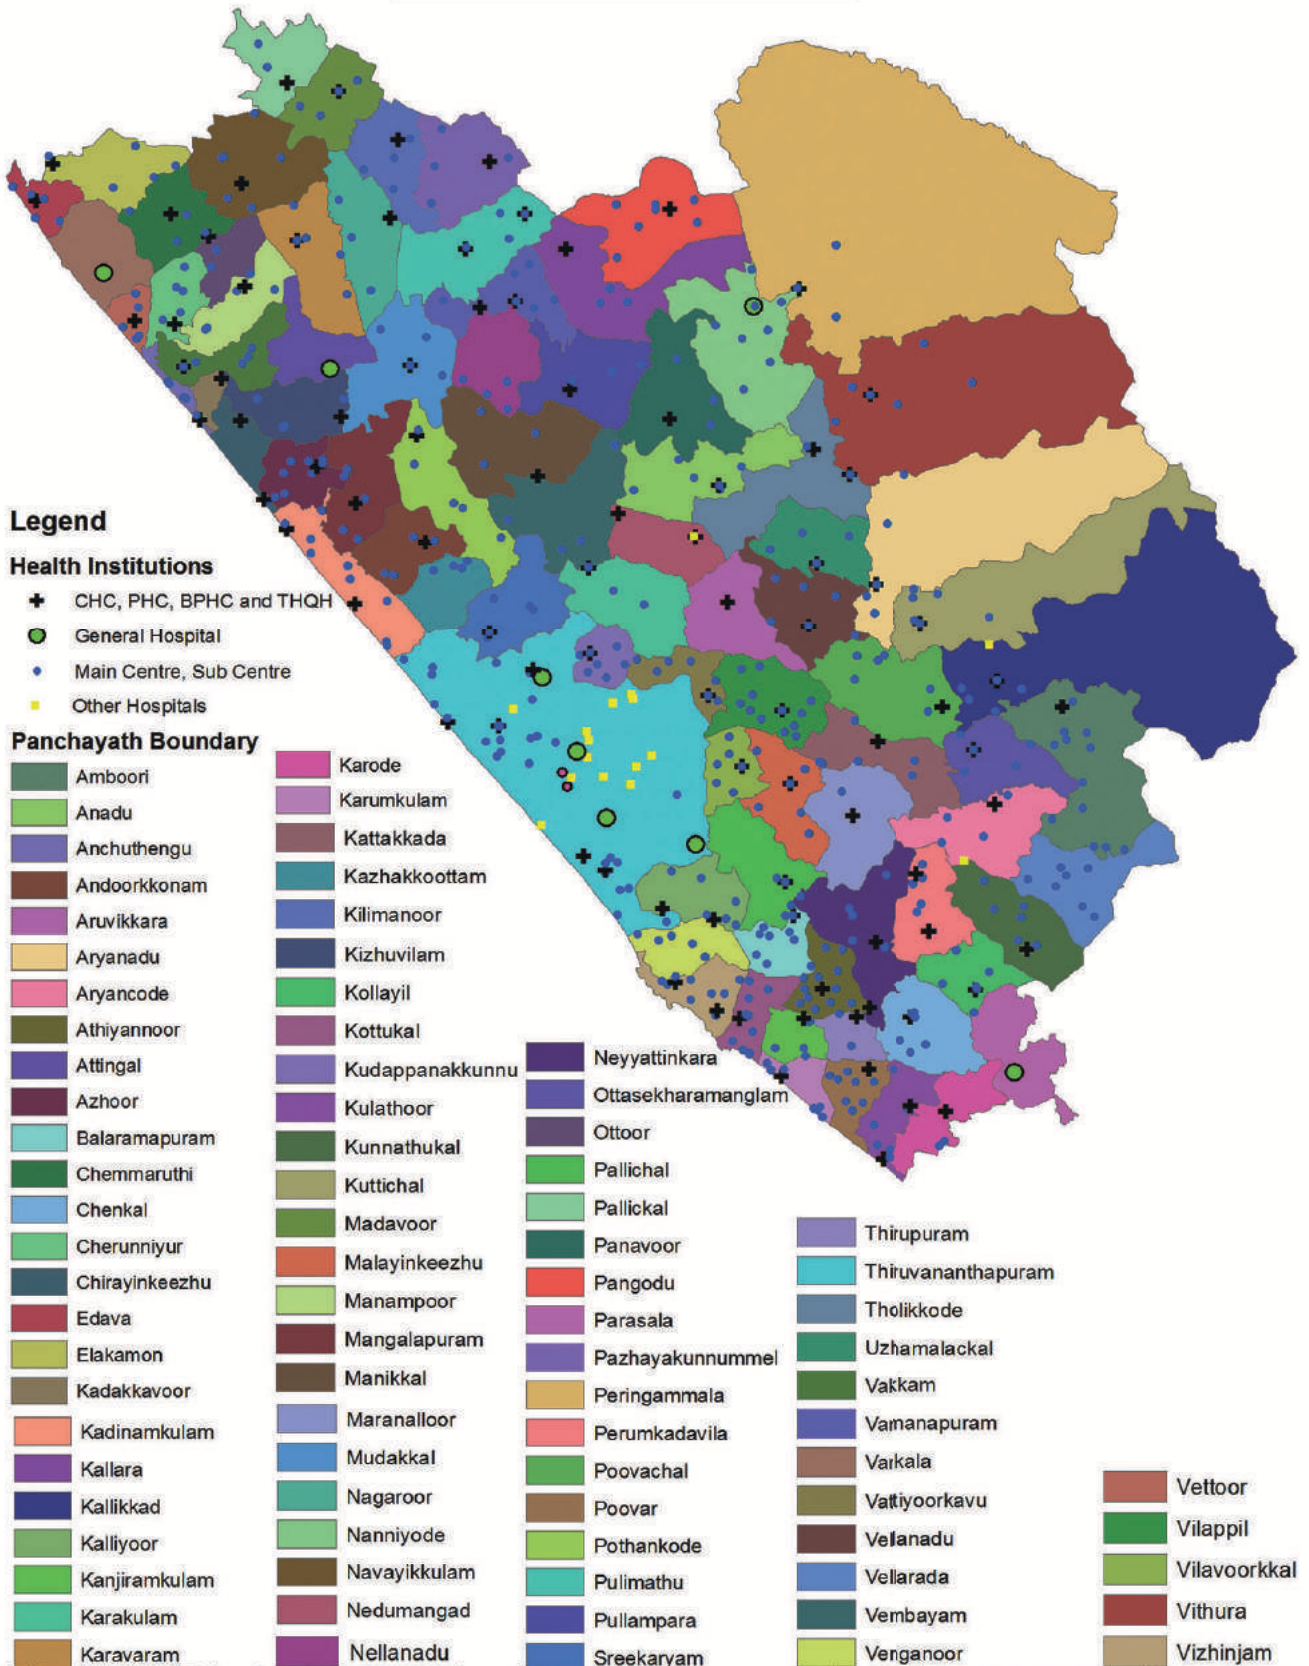 Legend
Health Institutions
CHC, PHC, BPHC and THQH
General Hospital
Main Centre, Sub Centre
Other Hospitals
Panchayath Boundary
Amboori
Anadu
Anchuthengu
Andoorkkonam
Aruvikkara
Aryanadu
Aryancode
Athiyannoor
Attingal
Azhoor
Balaramapuram
Chemmaruthi
Chenkal
Cherunniyur
Chirayinkeezhu
Edava
Elakamon
Kadakkavoor
Kadinamkulam
Kallara
Kallikkad
Kalliyoor
Kanjiramkulam
Karakulam
Karavaram
Karode
Karumkulam
Kattakkada
Kazhakkoottam
Kilimanoor
Kizhuvilam
Kollayil
Kottukal
Kudappanakkunnu
Kulathoor
Kunnathukal
Kuttichal
Madavoor
Malayinkeezhu
Manampoor
Mangalapuram
Manikkal
Maranalloor
Mudakkal
Nagaroor
Nanniyode
Navayikkulam
Nedumangad
Nellanadu
Neyyattinkara
Ottasekharamanglam
Ottoor
Pallichal
Pallickal
Panavoor
Pangodu
Parasala
Pazhayakunnummel
Peringammala
Perumkadavila
Poovachal
Poovar
Pothankode
Pulimathu
Pullampara
Sreekaryam
Thirupuram
Thiruvananthapuram
Tholikkode
Uzhamalackal
Vakkam
Vamanapuram
Varkala
Vattiyoorkavu
Vellanadu
Vellarada
Vembayam
Venganoor
Vettoor
Vilappil
Vilavoorkkal
Vithura
Vizhinjam